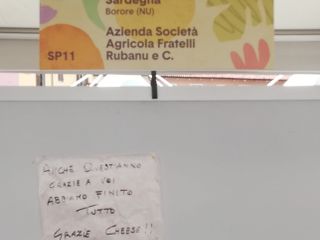 Sardegna
Borore (NU)
Azienda Società
Agricola Fratelli
Rubanu e C.
SP11
ANCHE QUEST'ANNO
GRAZIE A VOI
ABBIAMO FINITO
TUTTO
GRAZIE CHEESE!!